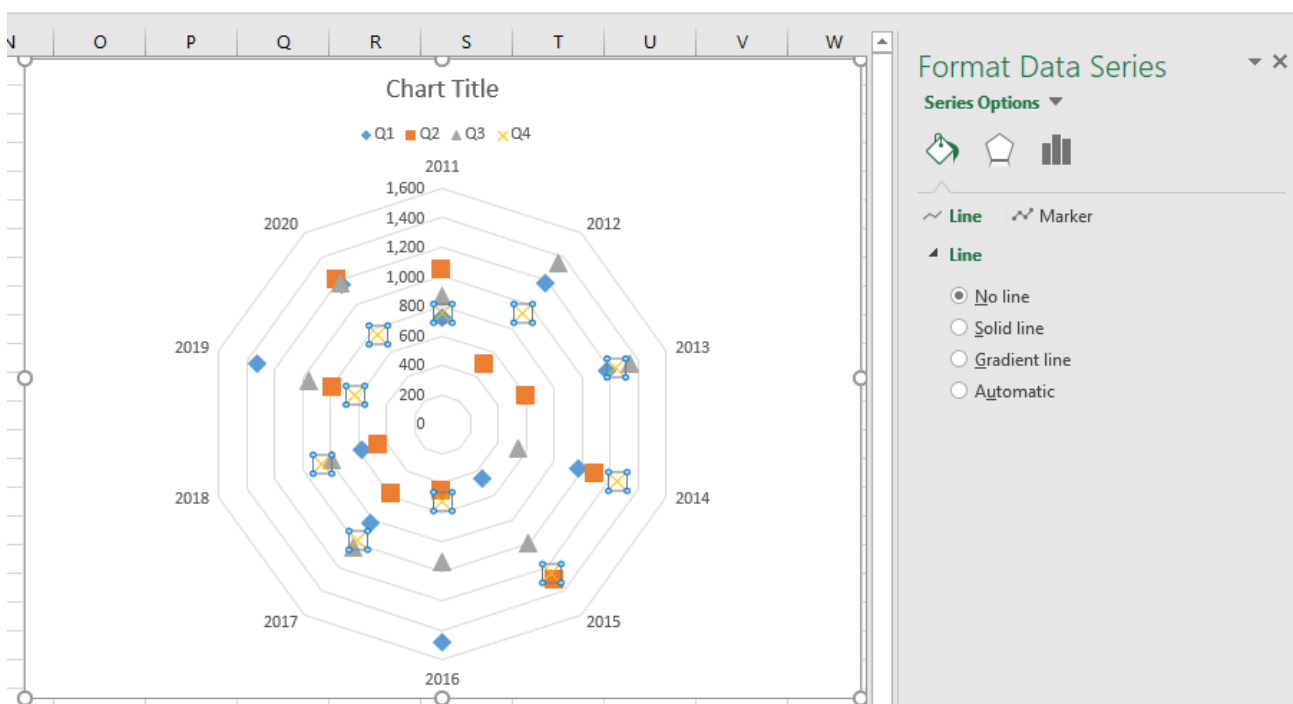 N O P Q R S T U V W
Chart Title
Q1 Q2 Q3 Q4
2011
1,600
2020 1,400 2012
1,200
1,000
800
2019 600 2013
400
200
0
2018 2014
2017 2015
2016
Format Data Series
Series Options
Line Marker
Line
No line
Solid line
Gradient line
Automatic